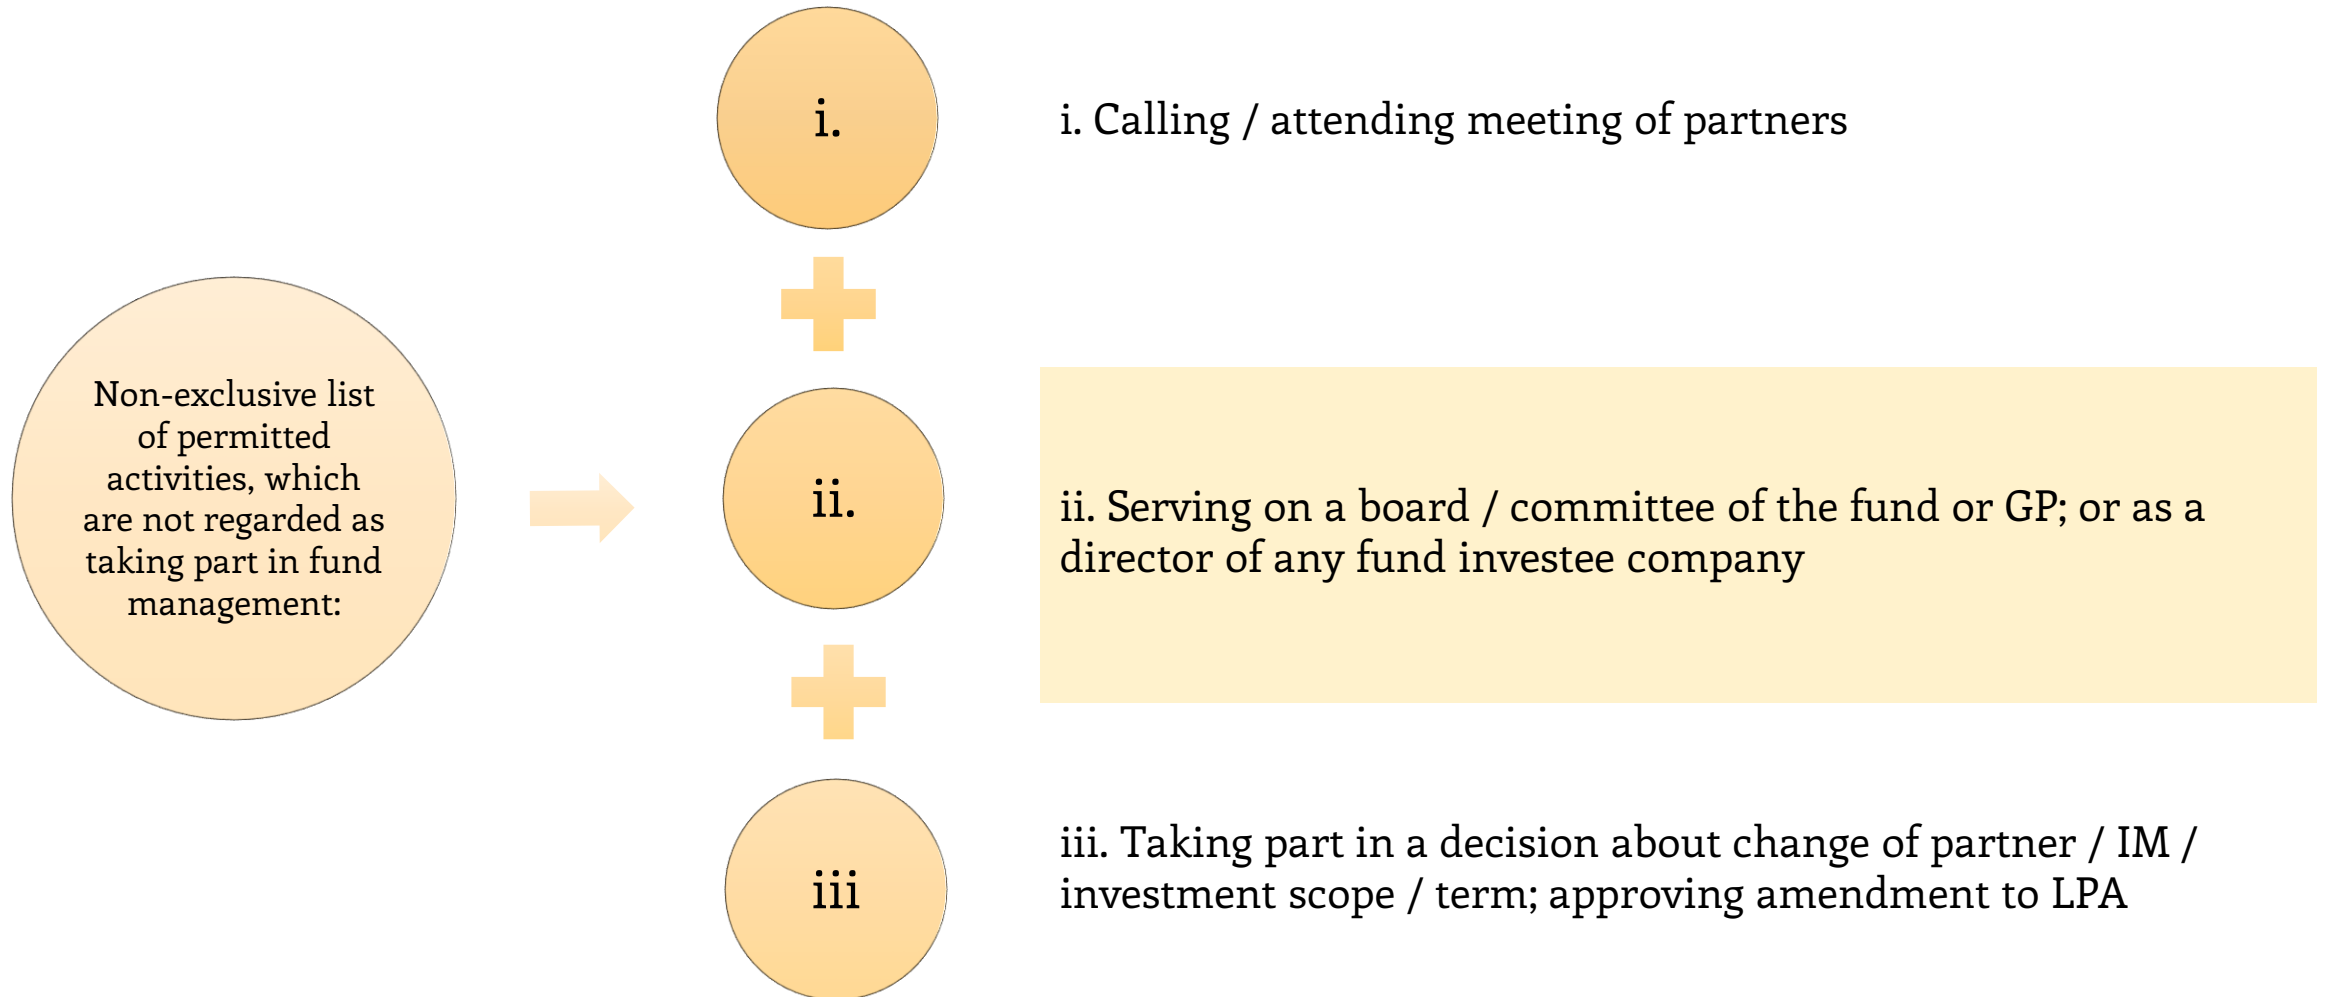 Non-exclusive list
of permitted
activities, which
are not regarded as
taking part in fund
management:
i.
i. Calling / attending meeting of partners
ii.
ii. Serving on a board / committee of the fund or GP; or as a
director of any fund investee company
iii
iii. Taking part in a decision about change of partner / IM /
investment scope / term; approving amendment to LPA